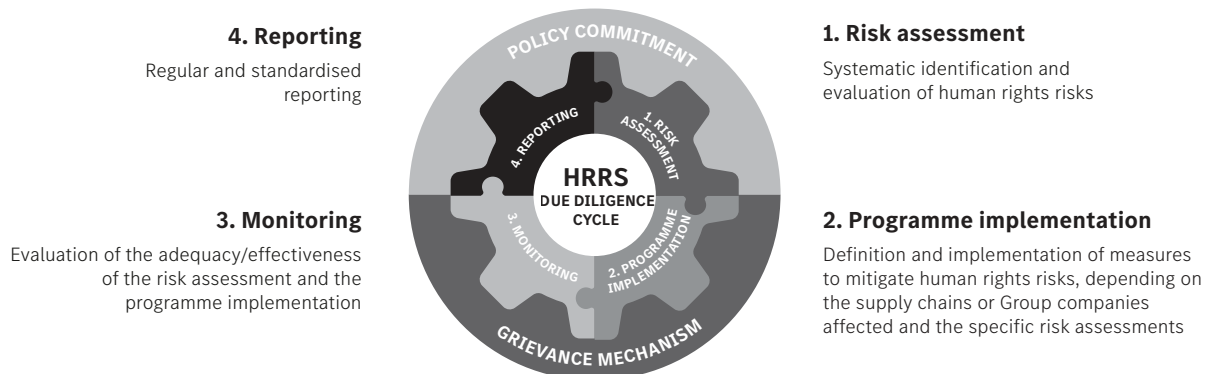 4. Reporting
Regular and standardised
reporting
3. Monitoring
Evaluation of the adequacy/effectiveness
of the risk assessment and the
programme implementation
POLICY COMMITMENT
4. REPORTING
1. RISK
ASSESSMENT
HRRS
DUE DILIGENCE
CYCLE
3. MONITORING
2. PROGRAMME
IMPLEMENTATION
GRIEVANCE MECHANISM
1. Risk assessment
Systematic identification and
evaluation of human rights risks
2. Programme implementation
Definition and implementation of measures
to mitigate human rights risks, depending on
the supply chains or Group companies
affected and the specific risk assessments